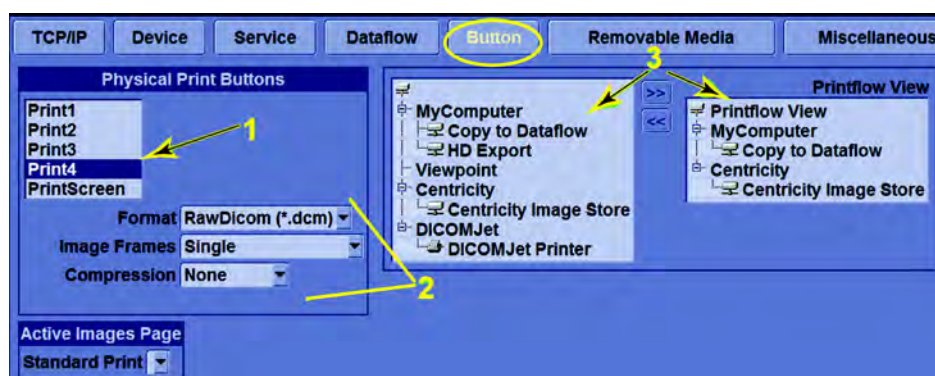 TCP/IP Device Service Dataflow Button Removable Media Miscellaneous
Physical Print Buttons
Print1
Print2
Print3
Print4
PrintScreen
1
Format RawDicom (*.dcm)
Image Frames Single
Compression None
2
Active Images Page
Standard Print
3
MyComputer
Copy to Dataflow
HD Export
Viewpoint
Centricity
Centricity Image Store
DICOMJet
DICOMJet Printer
>>
<<
Printflow View
Printflow View
MyComputer
Copy to Dataflow
Centricity
Centricity Image Store